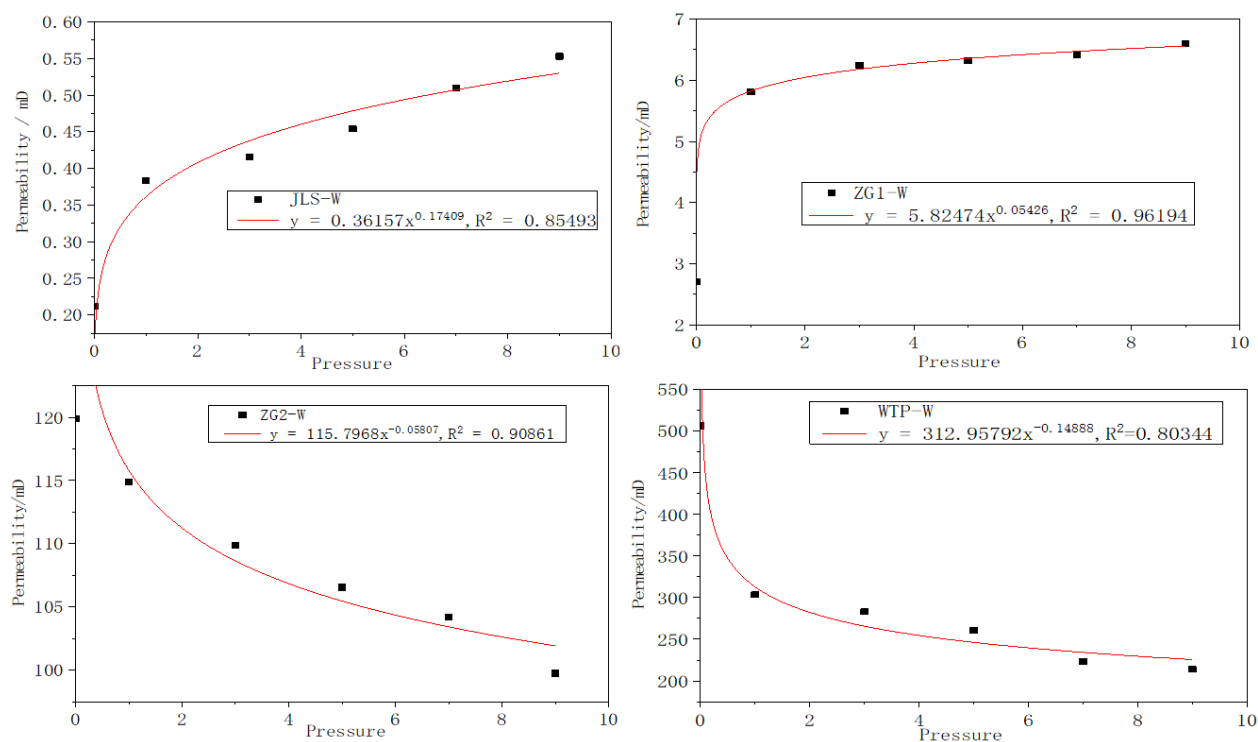 0.60
0.55
0.50
0.45
0.40
0.35
0.30
0.25
0.20
Permeability / mD
JLS-W
y = 0.36157x^0.17409, R² = 0.85493
0 2 4 6 8 10
Pressure
7
6
5
4
3
2
Permeability/mD
ZG1-W
y = 5.82474x^0.05426, R² = 0.96194
0 2 4 6 8 10
Pressure
120
115
110
105
100
Permeability/mD
ZG2-W
y = 115.7968x^-0.05807, R² = 0.90861
0 2 4 6 8 10
Pressure
550
500
450
400
350
300
250
200
Permeability/mD
WTP-W
y = 312.95792x^-0.14888, R²=0.80344
0 2 4 6 8 10
Pressure